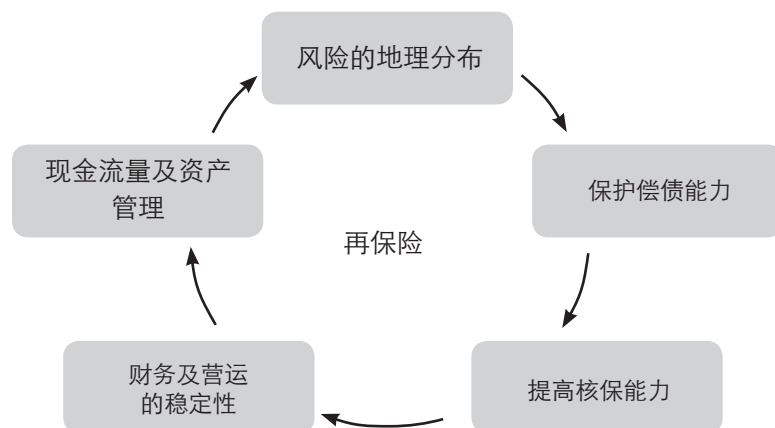 风险的地理分布
现金流量及资产
管理
保护偿债能力
再保险
财务及营运
的稳定性
提高核保能力